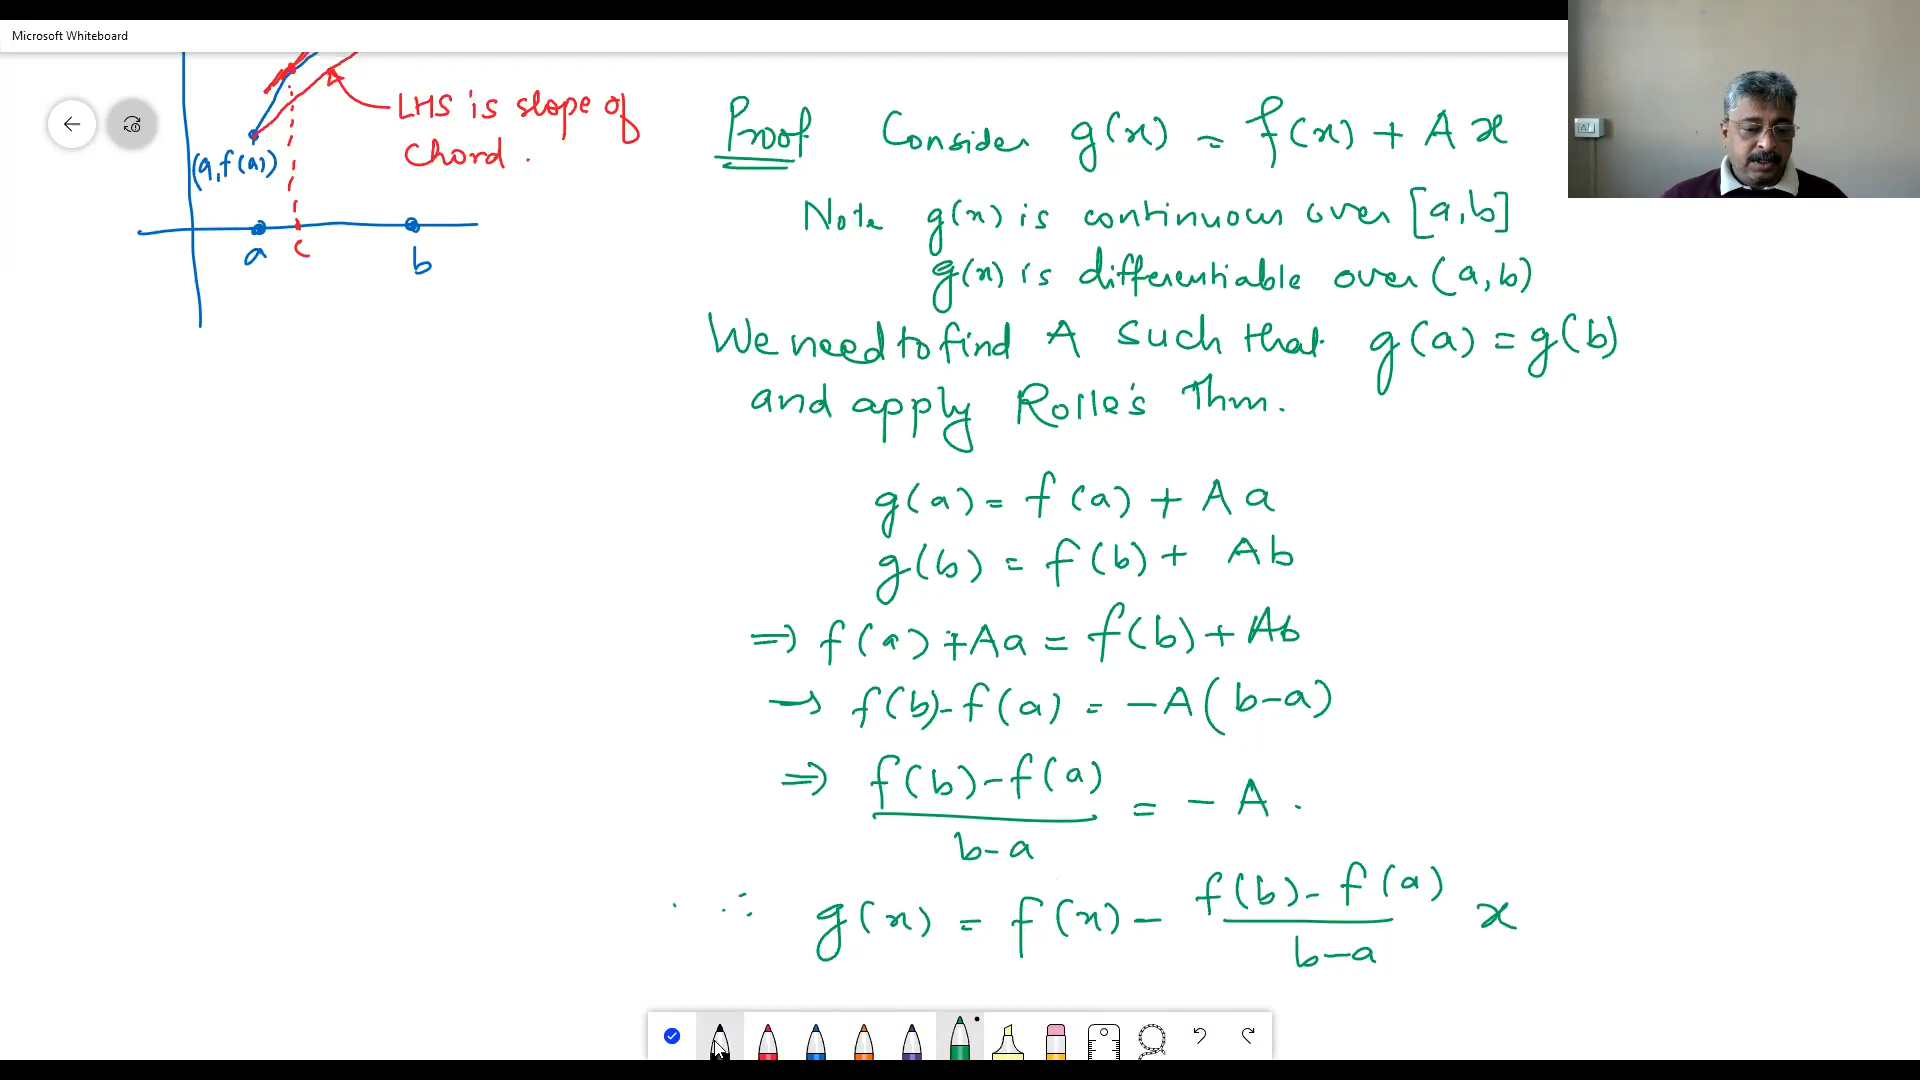 Microsoft Whiteboard
LHS is slope of
chord.
(a, f(a))
a c b
Proof Consider g(x) = f(x) + A x
Note g(x) is continuous over [a,b]
g(x) is differentiable over (a,b)
We need to find A such that g(a) = g(b)
and apply Rolle's Thm.
g(a) = f(a) + A a
g(b) = f(b) + Ab
⇒ f(a) + Aa = f(b) + Ab
→ f(b) - f(a) = -A(b-a)
⇒ f(b) - f(a) / b-a = - A .
∴ g(x) = f(x) - f(b) - f(a) / b-a x